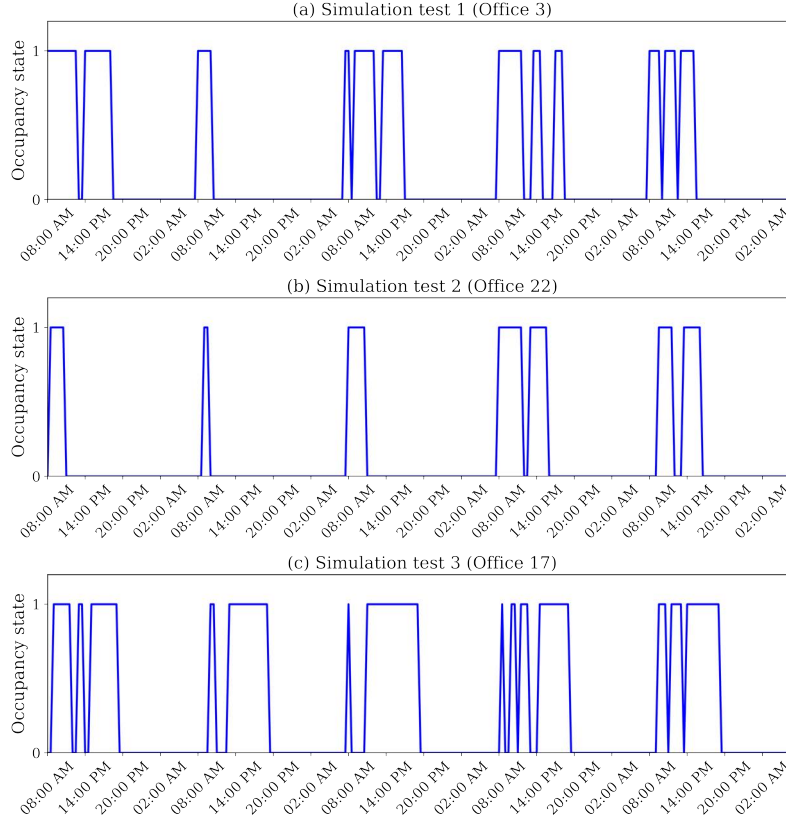 (a) Simulation test 1 (Office 3)
Occupancy state
1
0
08:00 AM 14:00 PM 20:00 PM 02:00 AM 08:00 AM 14:00 PM 20:00 PM 02:00 AM 08:00 AM 14:00 PM 20:00 PM 02:00 AM 08:00 AM 14:00 PM 20:00 PM 02:00 AM 08:00 AM 14:00 PM 20:00 PM 02:00 AM
(b) Simulation test 2 (Office 22)
Occupancy state
1
0
08:00 AM 14:00 PM 20:00 PM 02:00 AM 08:00 AM 14:00 PM 20:00 PM 02:00 AM 08:00 AM 14:00 PM 20:00 PM 02:00 AM 08:00 AM 14:00 PM 20:00 PM 02:00 AM 08:00 AM 14:00 PM 20:00 PM 02:00 AM
(c) Simulation test 3 (Office 17)
Occupancy state
1
0
08:00 AM 14:00 PM 20:00 PM 02:00 AM 08:00 AM 14:00 PM 20:00 PM 02:00 AM 08:00 AM 14:00 PM 20:00 PM 02:00 AM 08:00 AM 14:00 PM 20:00 PM 02:00 AM 08:00 AM 14:00 PM 20:00 PM 02:00 AM